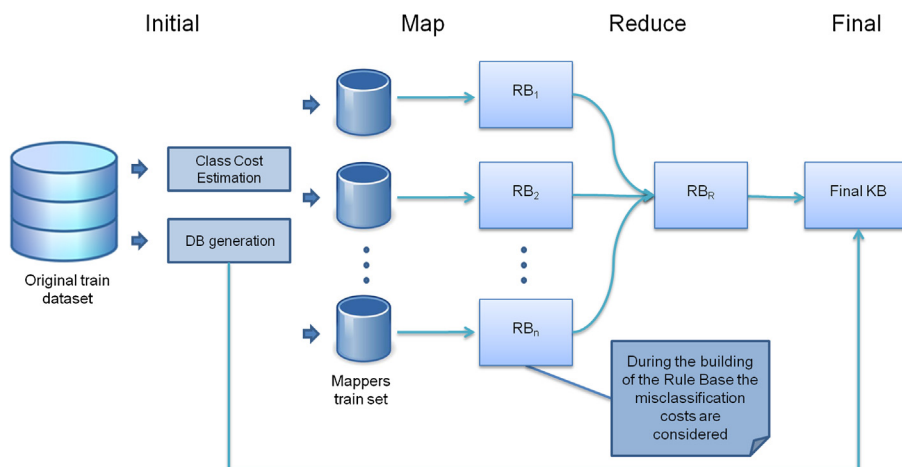 Initial
Map
Reduce
Final
Class Cost
Estimation
DB generation
Original train
dataset
Mappers
train set
RB1
RB2
RBn
RBR
Final KB
During the building
of the Rule Base the
misclassification
costs are
considered